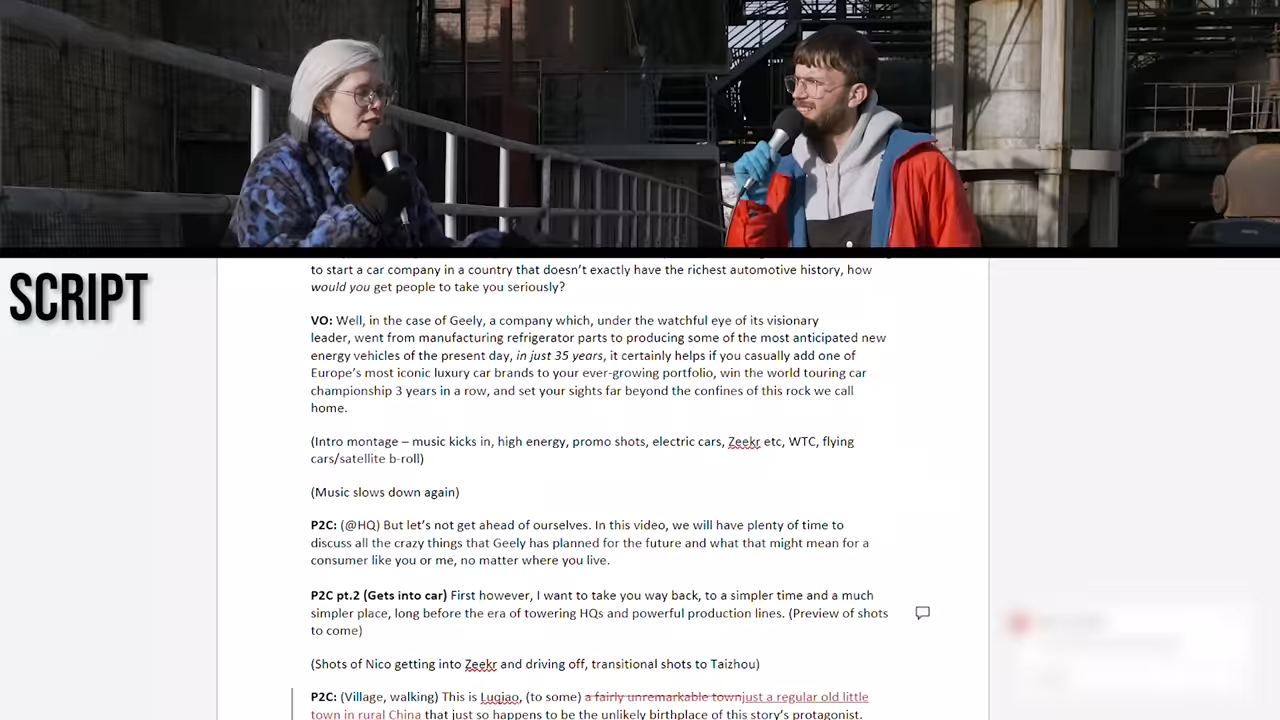 SCRIPT
to start a car company in a country that doesn’t exactly have the richest automotive history, how
would you get people to take you seriously?
VO: Well, in the case of Geely, a company which, under the watchful eye of its visionary
leader, went from manufacturing refrigerator parts to producing some of the most anticipated new
energy vehicles of the present day, in just 35 years, it certainly helps if you casually add one of
Europe’s most iconic luxury car brands to your ever-growing portfolio, win the world touring car
championship 3 years in a row, and set your sights far beyond the confines of this rock we call
home.
(Intro montage – music kicks in, high energy, promo shots, electric cars, Zeekr etc, WTC, flying
cars/satellite b-roll)
(Music slows down again)
P2C: (@HQ) But let’s not get ahead of ourselves. In this video, we will have plenty of time to
discuss all the crazy things that Geely has planned for the future and what that might mean for a
consumer like you or me, no matter where you live.
P2C pt.2 (Gets into car) First however, I want to take you way back, to a simpler time and a much
simpler place, long before the era of towering HQs and powerful production lines. (Preview of shots
to come)
(Shots of Nico getting into Zeekr and driving off, transitional shots to Taizhou)
P2C: (Village, walking) This is Luqiao, (to some) a fairly unremarkable townjust a regular old little
town in rural China that just so happens to be the unlikely birthplace of this story’s protagonist.